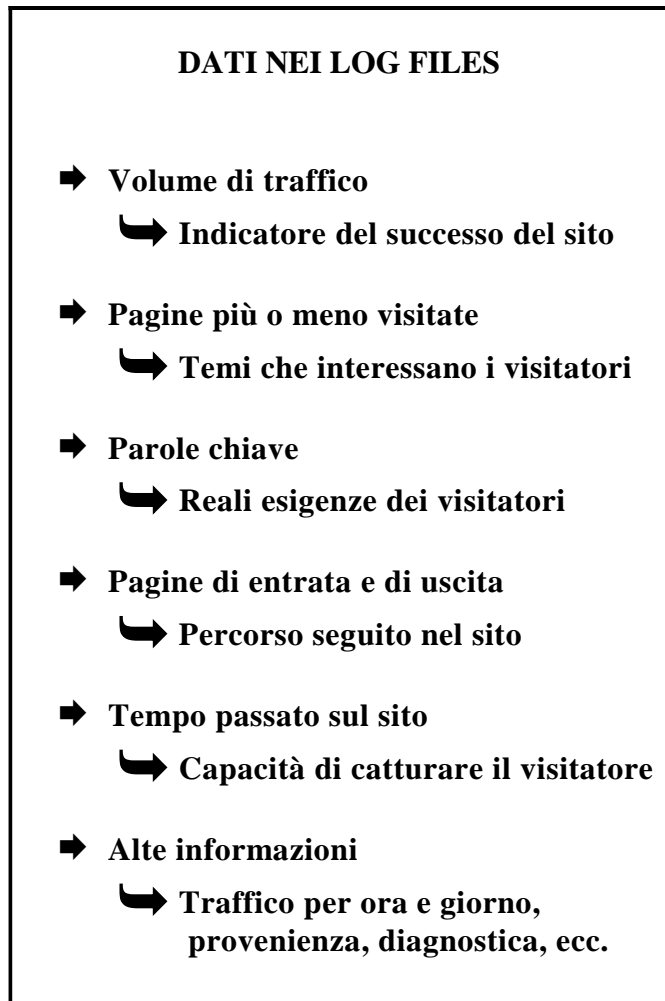 DATI NEI LOG FILES
Volume di traffico
Indicatore del successo del sito
Pagine più o meno visitate
Temi che interessano i visitatori
Parole chiave
Reali esigenze dei visitatori
Pagine di entrata e di uscita
Percorso seguito nel sito
Tempo passato sul sito
Capacità di catturare il visitatore
Alte informazioni
Traffico per ora e giorno,
provenienza, diagnostica, ecc.